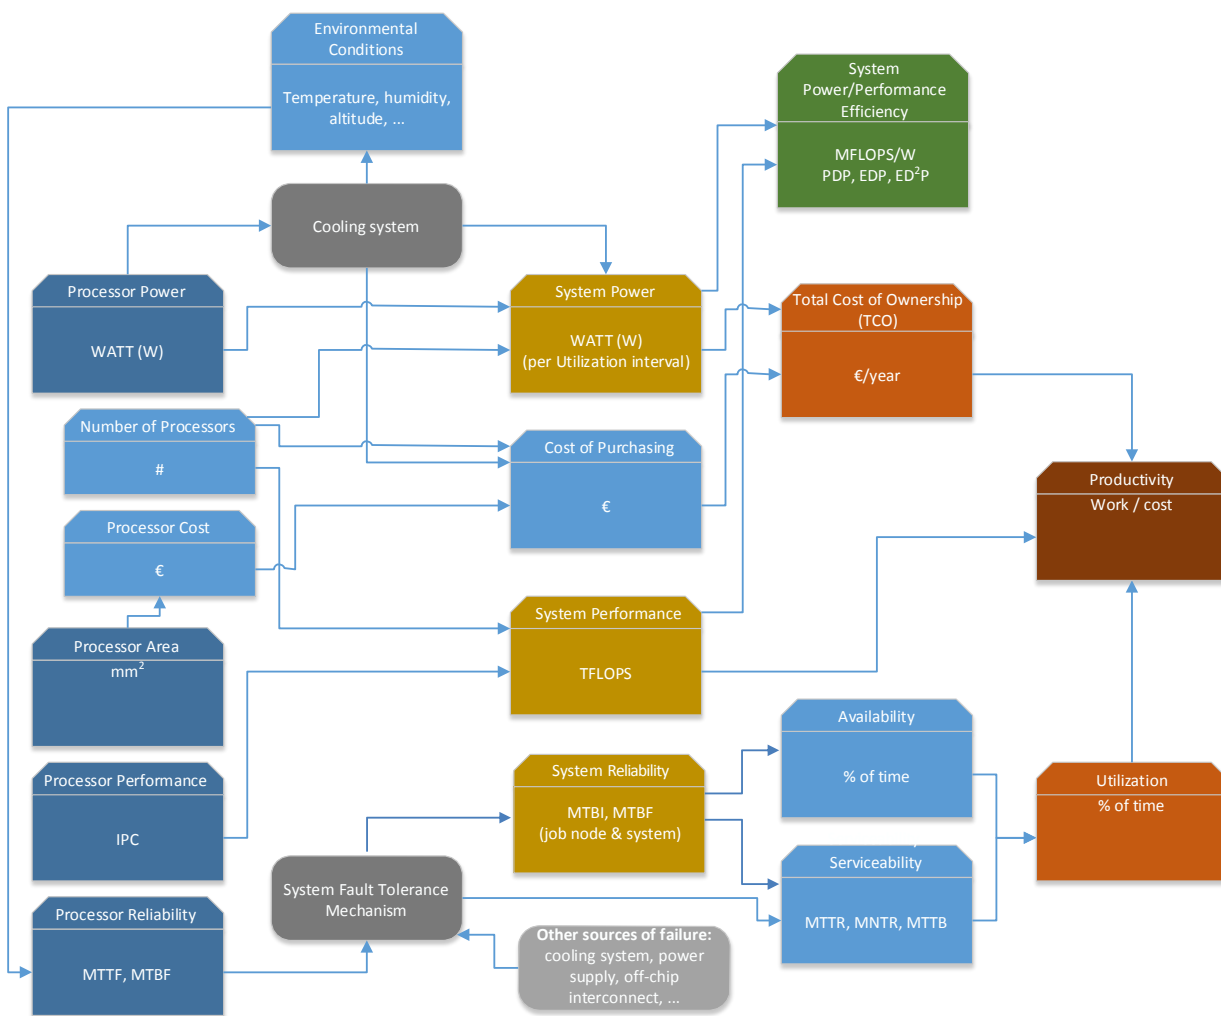 Environmental
Conditions
Temperature, humidity,
altitude, ...
System
Power/Performance
Efficiency
MFLOPS/W
PDP, EDP, ED²P
Cooling system
Processor Power
WATT (W)
System Power
WATT (W)
(per Utilization interval)
Total Cost of Ownership
(TCO)
€/year
Number of Processors
#
Cost of Purchasing
€
Productivity
Work / cost
Processor Cost
€
System Performance
TFLOPS
Processor Area
mm²
Availability
% of time
System Reliability
MTBI, MTBF
(job node & system)
Utilization
% of time
Processor Performance
IPC
Serviceability
MTTR, MNTR, MTTB
System Fault Tolerance
Mechanism
Processor Reliability
MTTF, MTBF
Other sources of failure:
cooling system, power
supply, off-chip
interconnect, ...